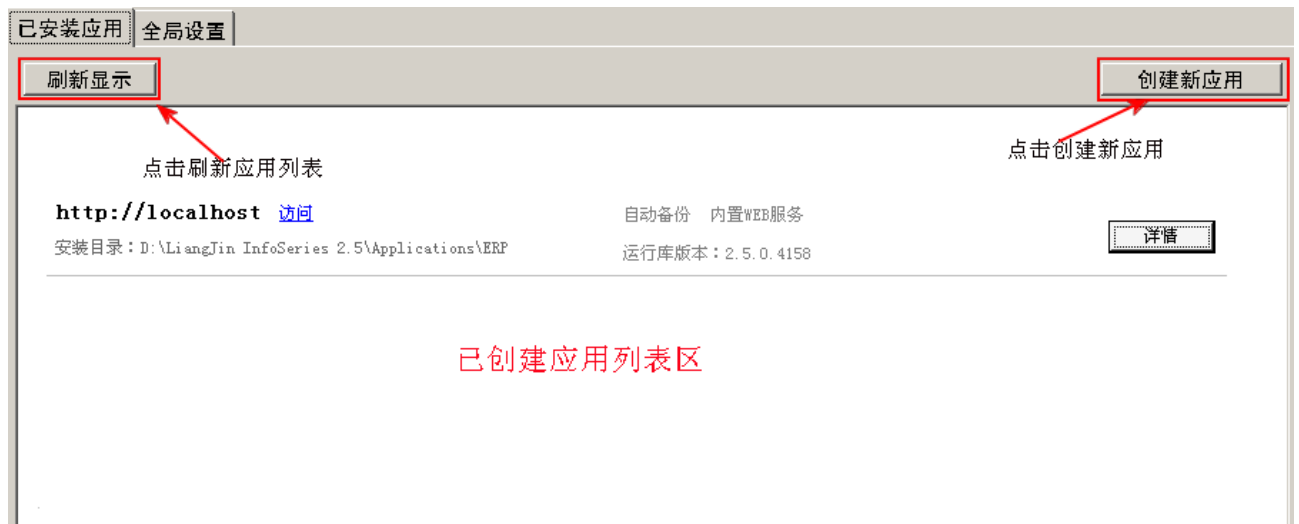 已安装应用 全局设置
刷新显示 创建新应用
点击创建新应用
点击刷新应用列表
http://localhost 访问 自动备份 内置WEB服务
详情
安装目录：D:\LiangJin InfoSeries 2.5\Applications\ERP 运行库版本：2.5.0.4158
已创建应用列表区